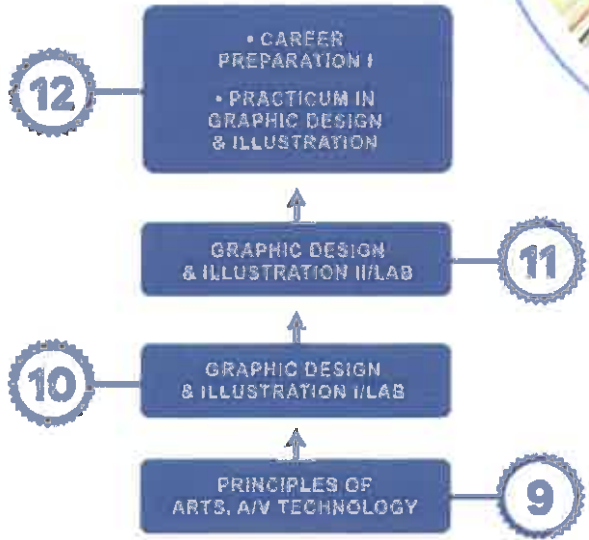 12
• CAREER
PREPARATION I
• PRACTICUM IN
GRAPHIC DESIGN
& ILLUSTRATION
GRAPHIC DESIGN
& ILLUSTRATION II/LAB
11
10
GRAPHIC DESIGN
& ILLUSTRATION I/LAB
PRINCIPLES OF
ARTS, A/V TECHNOLOGY
9